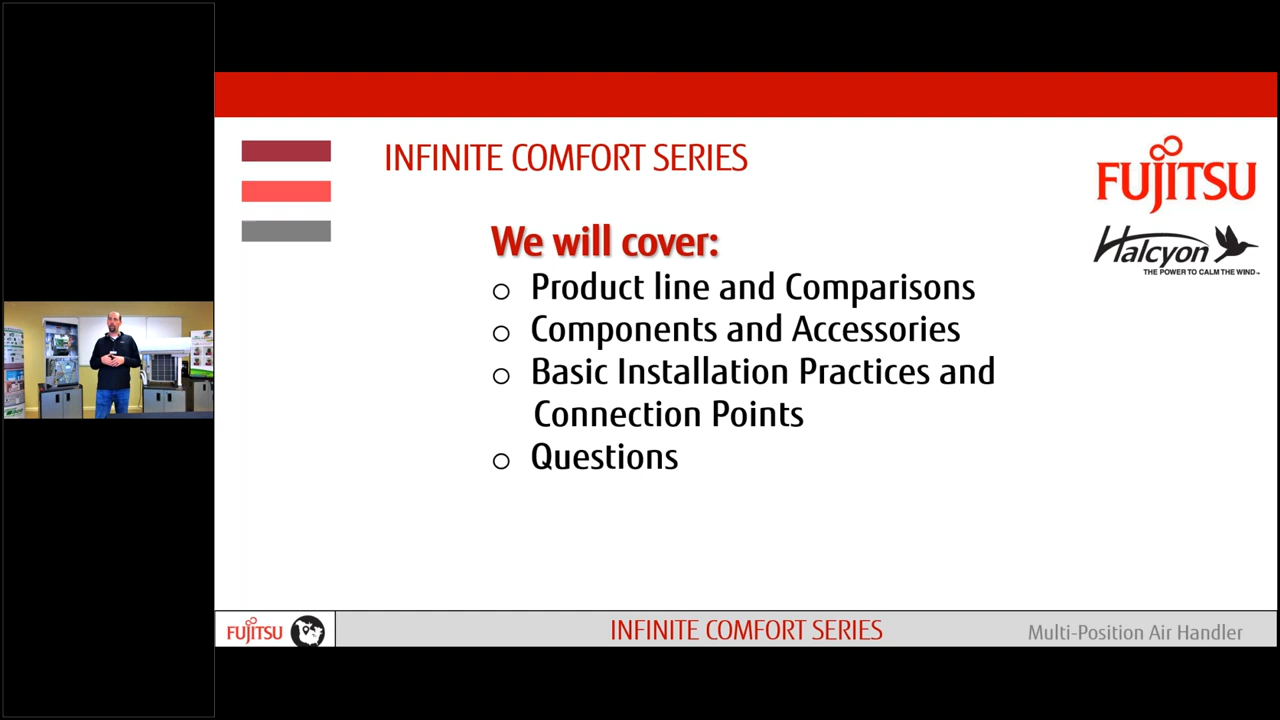 INFINITE COMFORT SERIES
FUJITSU
Halcyon
THE POWER TO CALM THE WIND™
We will cover:
o Product line and Comparisons
o Components and Accessories
o Basic Installation Practices and
Connection Points
o Questions
FUJITSU
INFINITE COMFORT SERIES
Multi-Position Air Handler